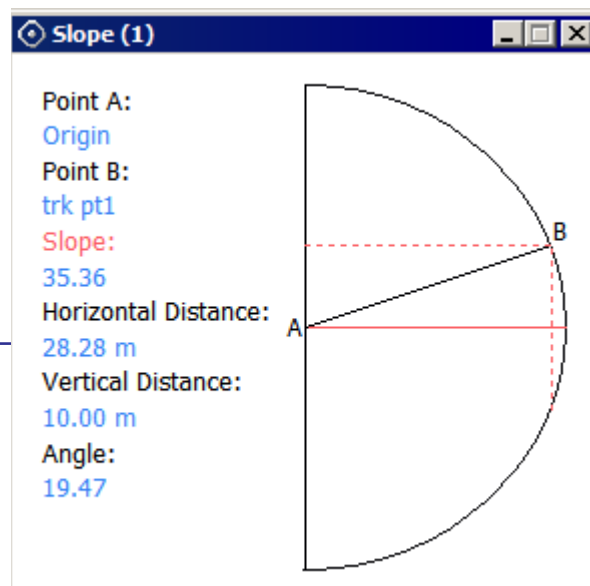 Slope (1)
Point A:
Origin
Point B:
trk pt1
Slope:
35.36
Horizontal Distance:
28.28 m
Vertical Distance:
10.00 m
Angle:
19.47
B
A